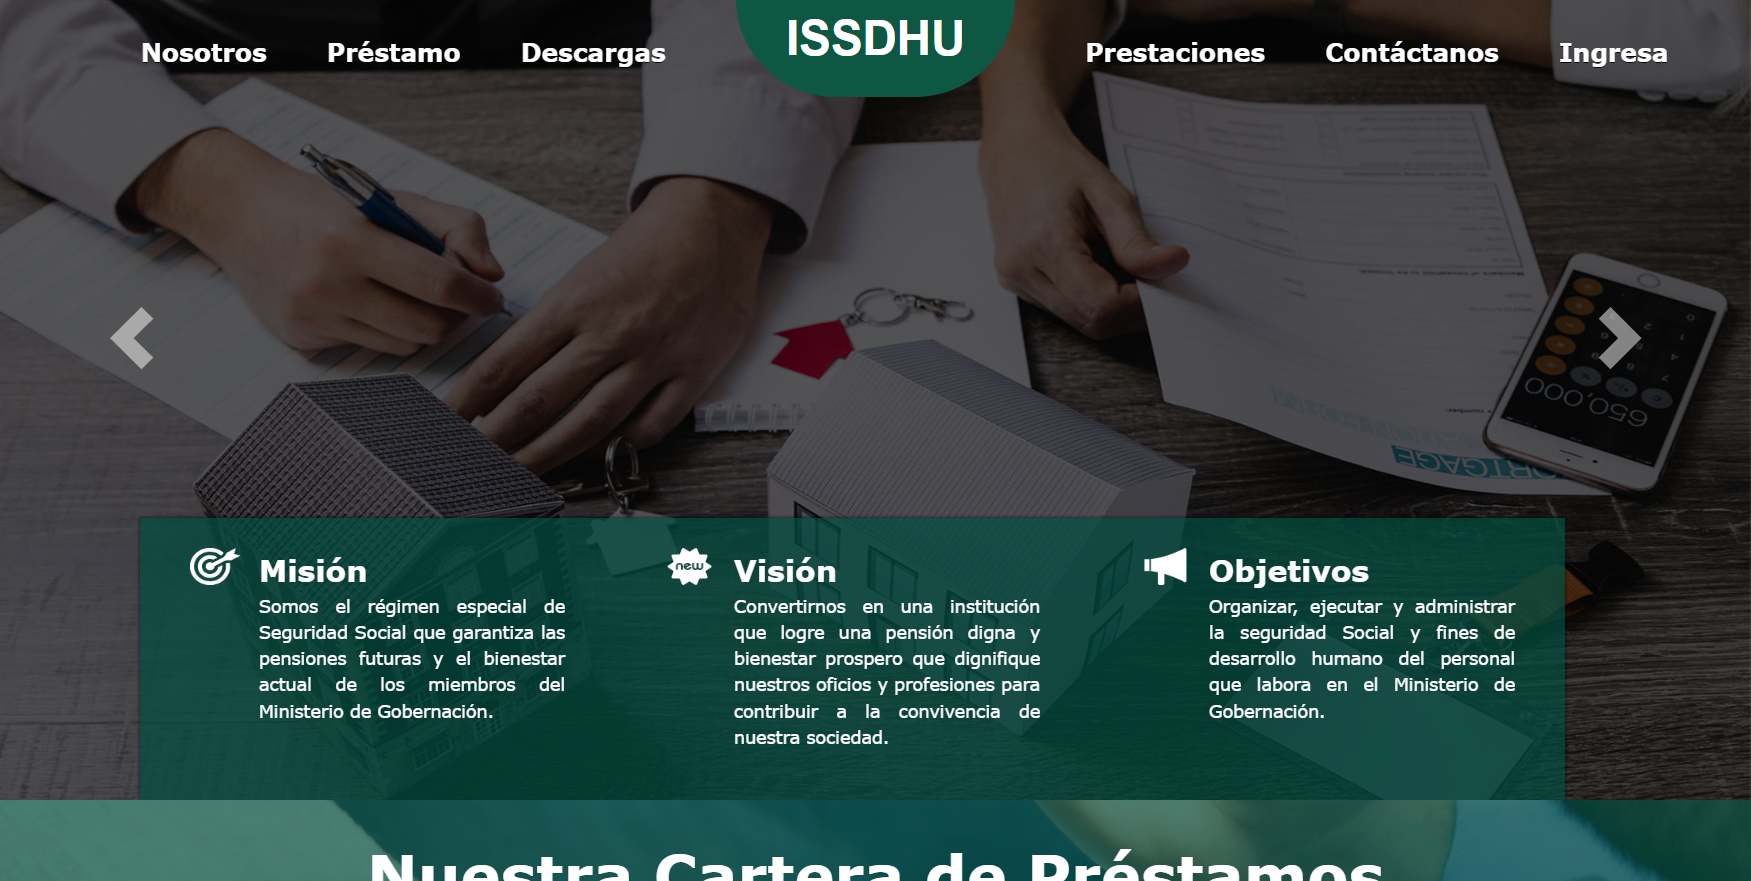 Nosotros Préstamo Descargas ISSDHU Prestaciones Contáctanos Ingresa
650,000
Misión
Somos el régimen especial de
Seguridad Social que garantiza las
pensiones futuras y el bienestar
actual de los miembros del
Ministerio de Gobernación.
new
Visión
Convertirnos en una institución
que logre una pensión digna y
bienestar prospero que dignifique
nuestros oficios y profesiones para
contribuir a la convivencia de
nuestra sociedad.
Objetivos
Organizar, ejecutar y administrar
la seguridad Social y fines de
desarrollo humano del personal
que labora en el Ministerio de
Gobernación.
Nuestra Cartera de Préstamos